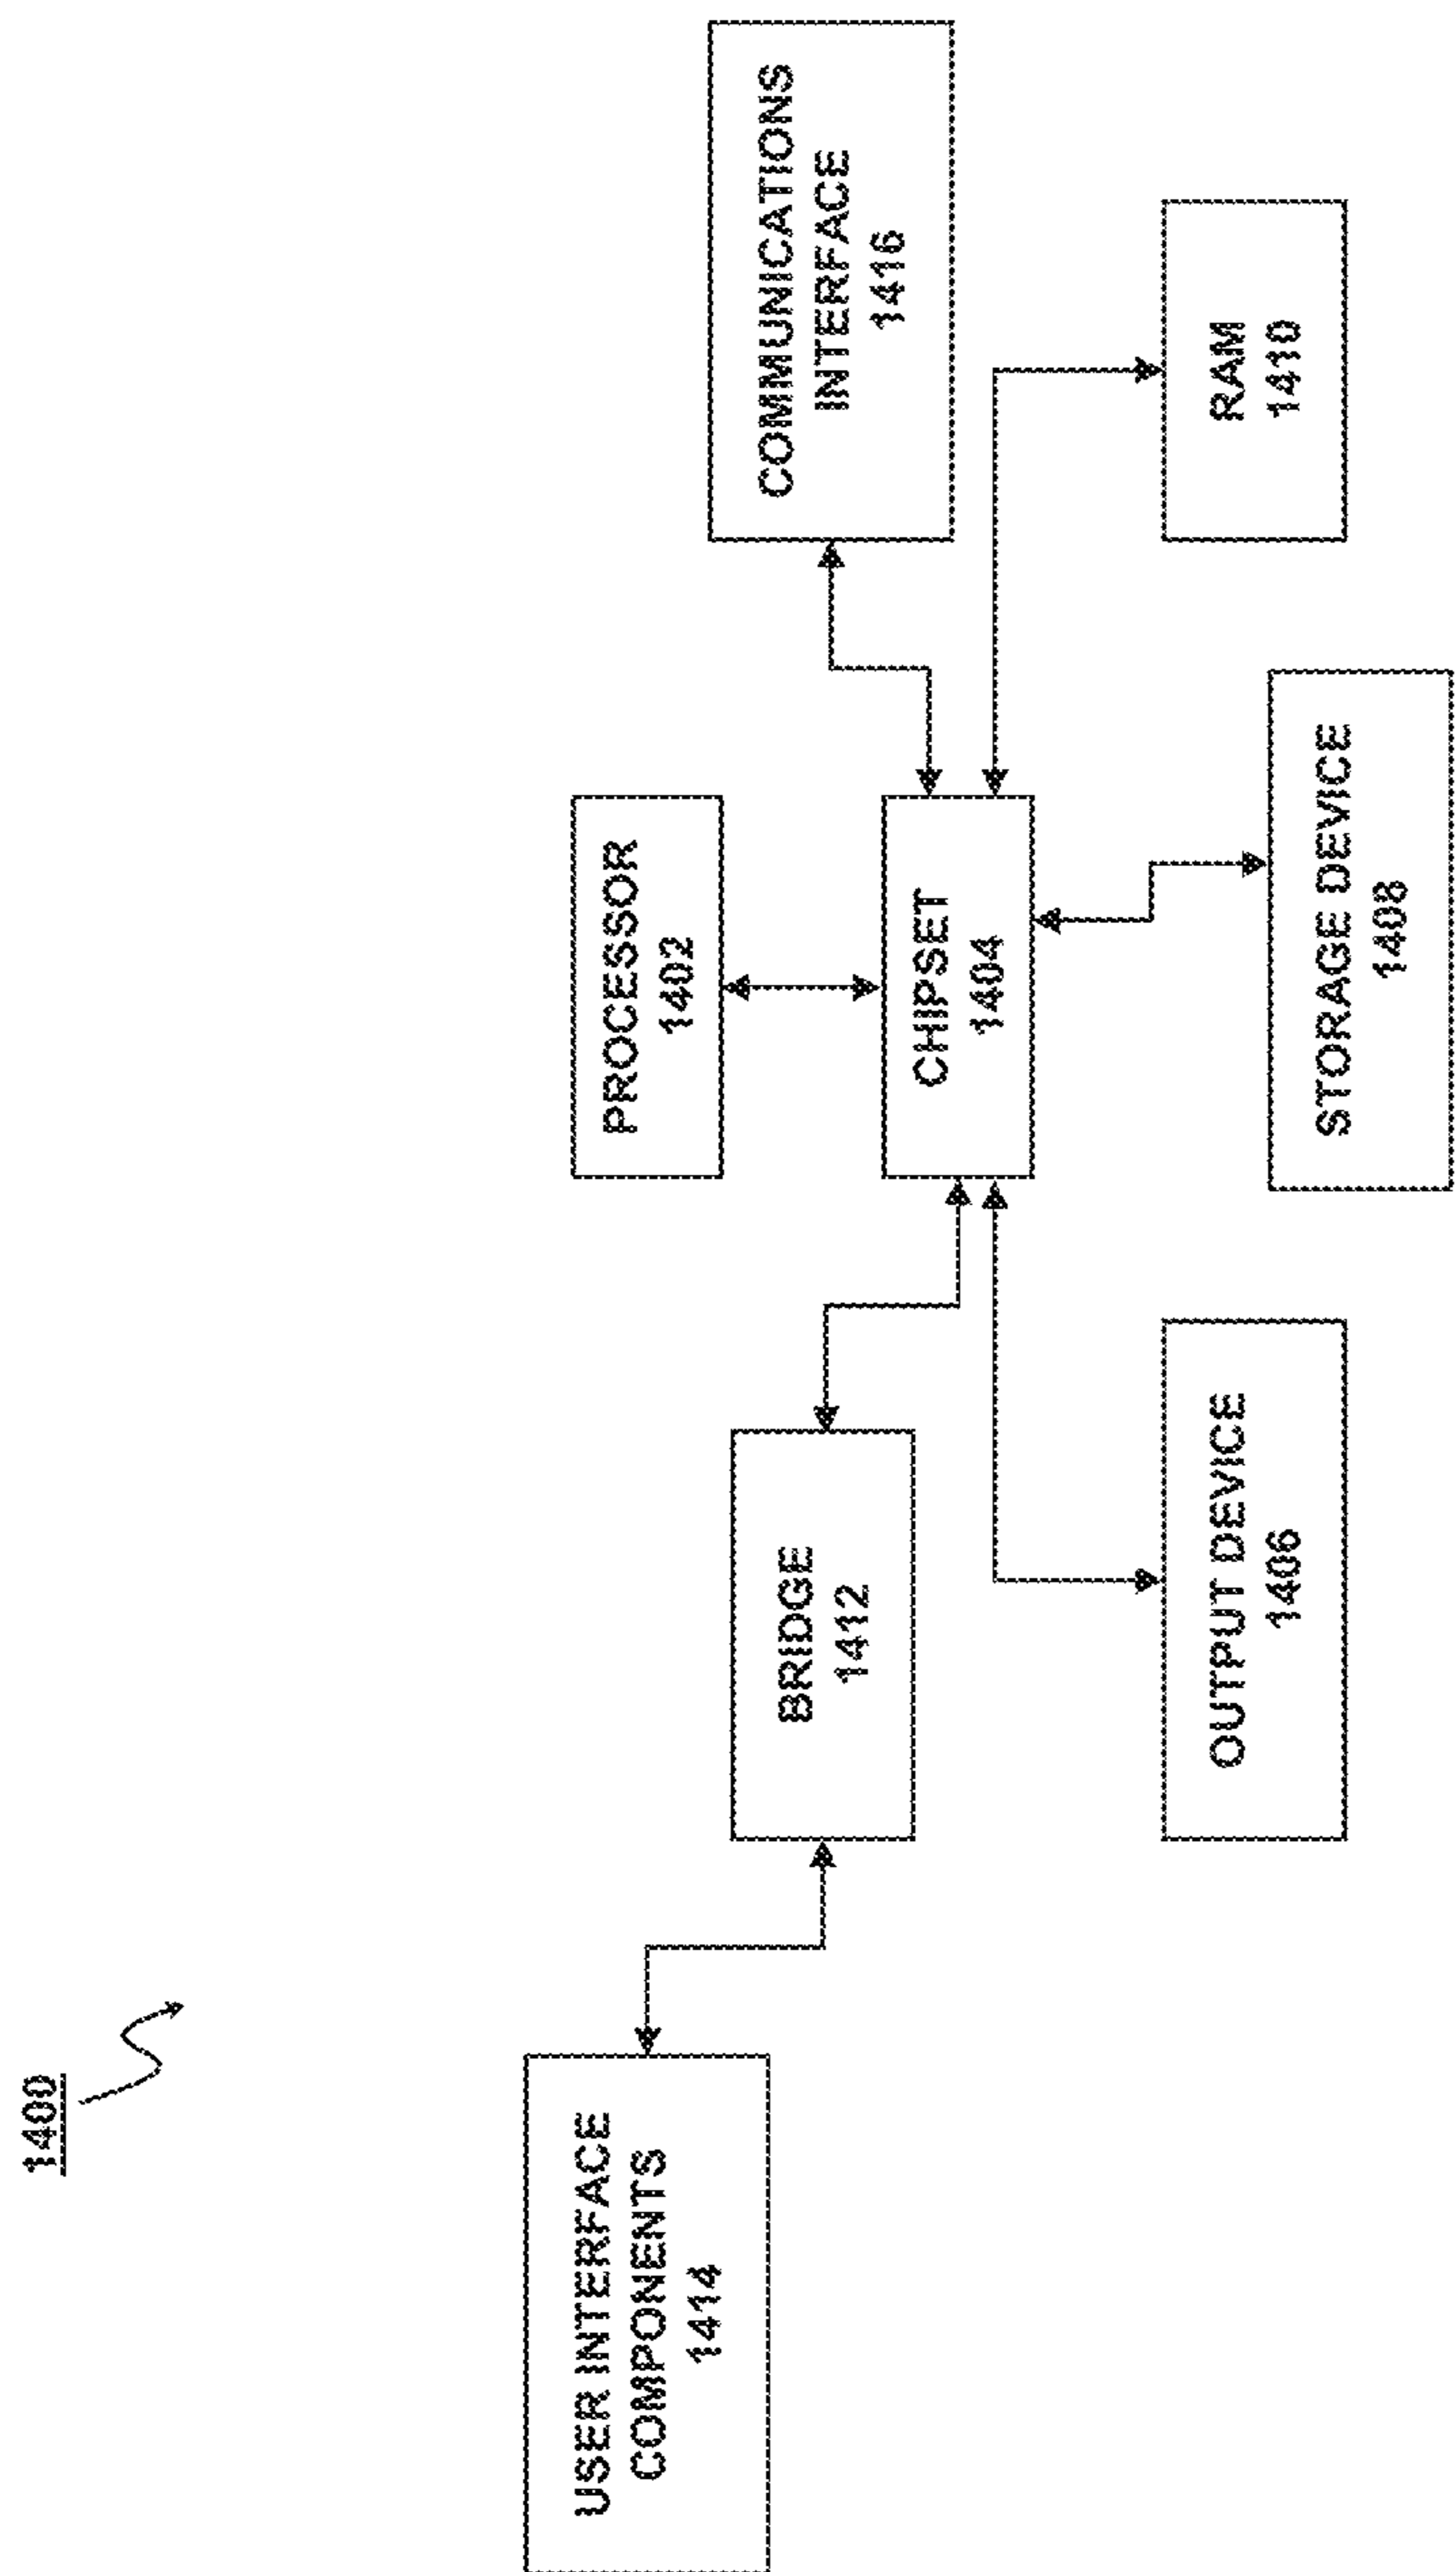 1400
PROCESSOR
1402
USER INTERFACE
COMPONENTS
1414
BRIDGE
1412
COMMUNICATIONS
INTERFACE
1416
CHIPSET
1404
OUTPUT DEVICE
1406
RAM
1410
STORAGE DEVICE
1408